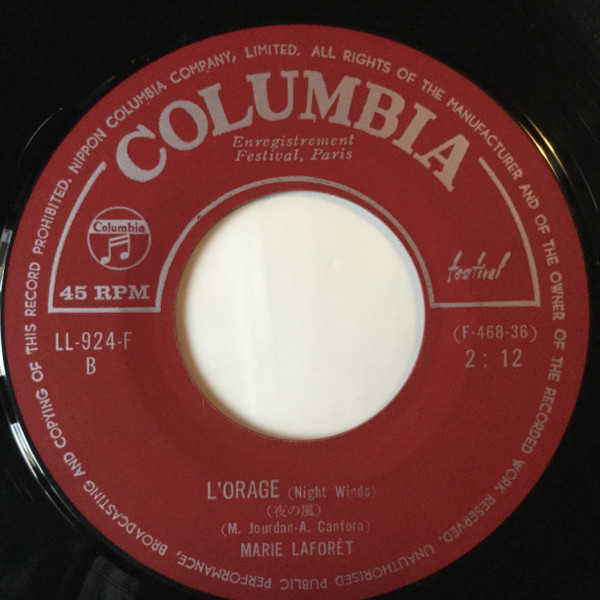 BROADCASTING AND COPYING OF THIS RECORD PROHIBITED. NIPPON COLUMBIA COMPANY, LIMITED. ALL RIGHTS OF THE MANUFACTURER AND OF THE OWNER OF THE RECORDED WORK RESERVED. UNAUTHORISED PUBLIC PERFORMANCE,
COLUMBIA
Enregistrement
Festival, Paris
Columbia
festival
45 RPM
LL-924-F
B
(F-468-36)
2 : 12
L'ORAGE (Night Winds)
(夜の風)
(M. Jourdan-A. Canfora)
MARIE LAFORÊT